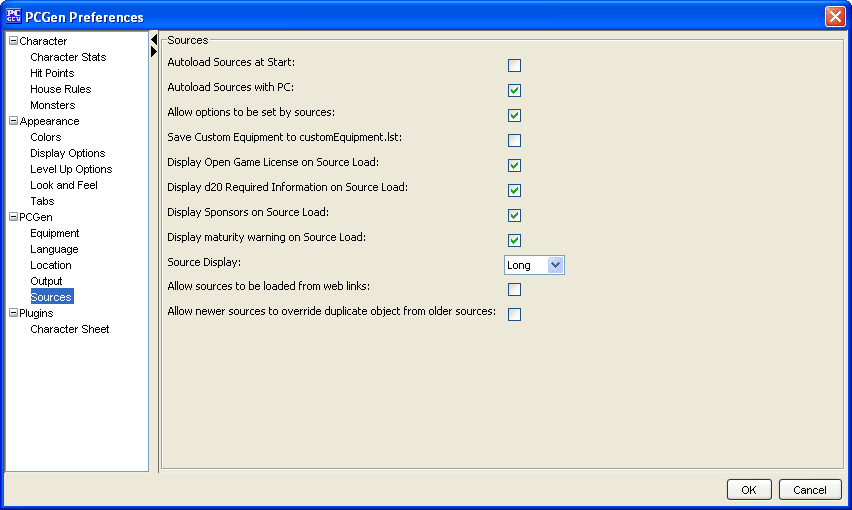 PC GEN PCGen Preferences
Character
Character Stats
Hit Points
House Rules
Monsters
Appearance
Colors
Display Options
Level Up Options
Look and Feel
Tabs
PCGen
Equipment
Language
Location
Output
Sources
Plugins
Character Sheet
Sources
Autoload Sources at Start:
Autoload Sources with PC:
Allow options to be set by sources:
Save Custom Equipment to customEquipment.lst:
Display Open Game License on Source Load:
Display d20 Required Information on Source Load:
Display Sponsors on Source Load:
Display maturity warning on Source Load:
Source Display: Long
Allow sources to be loaded from web links:
Allow newer sources to override duplicate object from older sources:
OK Cancel